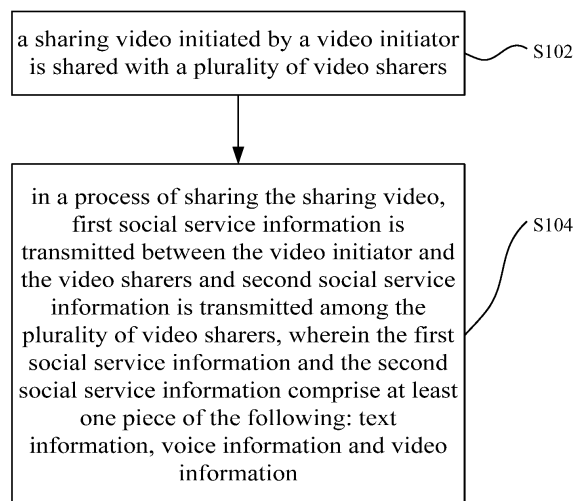 a sharing video initiated by a video initiator
is shared with a plurality of video sharers
S102
in a process of sharing the sharing video,
first social service information is
transmitted between the video initiator and
the video sharers and second social service
information is transmitted among the
plurality of video sharers, wherein the first
social service information and the second
social service information comprise at least
one piece of the following: text
information, voice information and video
information
S104